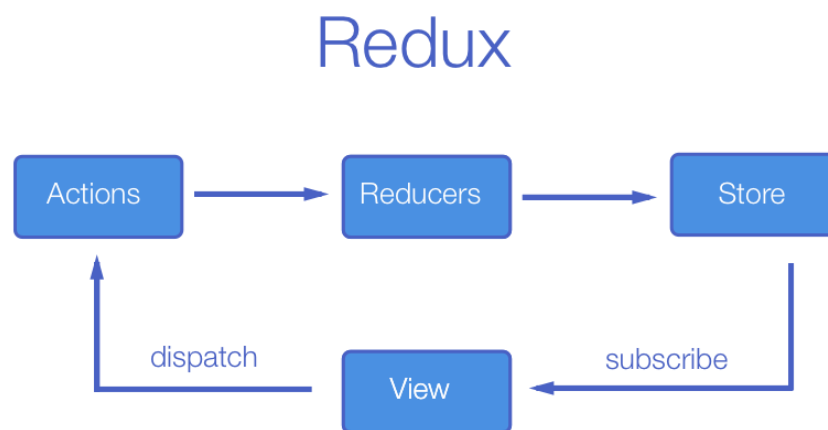 Redux
Actions
Reducers
Store
dispatch
subscribe
View